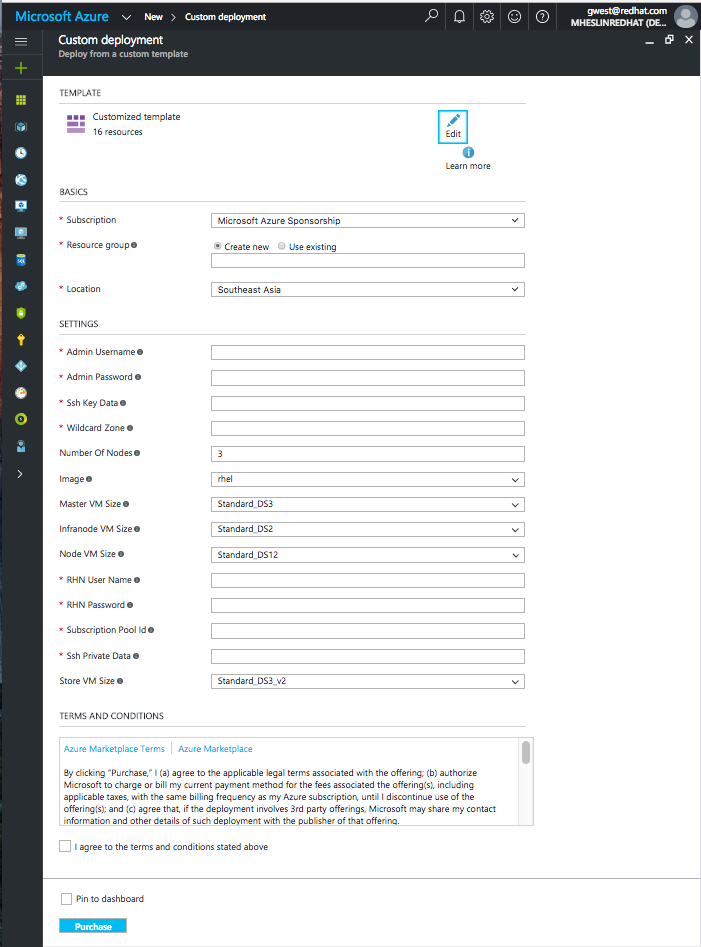 Microsoft Azure New > Custom deployment
gwest@redhat.com
MHESLINREDHAT (DE...
Custom deployment
Deploy from a custom template
TEMPLATE
Customized template
16 resources
Edit
Learn more
BASICS
* Subscription Microsoft Azure Sponsorship
* Resource group Create new Use existing
* Location Southeast Asia
SETTINGS
* Admin Username
* Admin Password
* Ssh Key Data
* Wildcard Zone
Number Of Nodes 3
Image rhel
Master VM Size Standard_DS3
Infranode VM Size Standard_DS2
Node VM Size Standard_DS12
* RHN User Name
* RHN Password
* Subscription Pool Id
* Ssh Private Data
Store VM Size Standard_DS3_v2
TERMS AND CONDITIONS
Azure Marketplace Terms | Azure Marketplace
By clicking "Purchase," I (a) agree to the applicable legal terms associated with the offering; (b) authorize
Microsoft to charge or bill my current payment method for the fees associated the offering(s), including
applicable taxes, with the same billing frequency as my Azure subscription, until I discontinue use of the
offering(s); and (c) agree that, if the deployment involves 3rd party offerings, Microsoft may share my contact
information and other details of such deployment with the publisher of that offering.
I agree to the terms and conditions stated above
Pin to dashboard
Purchase